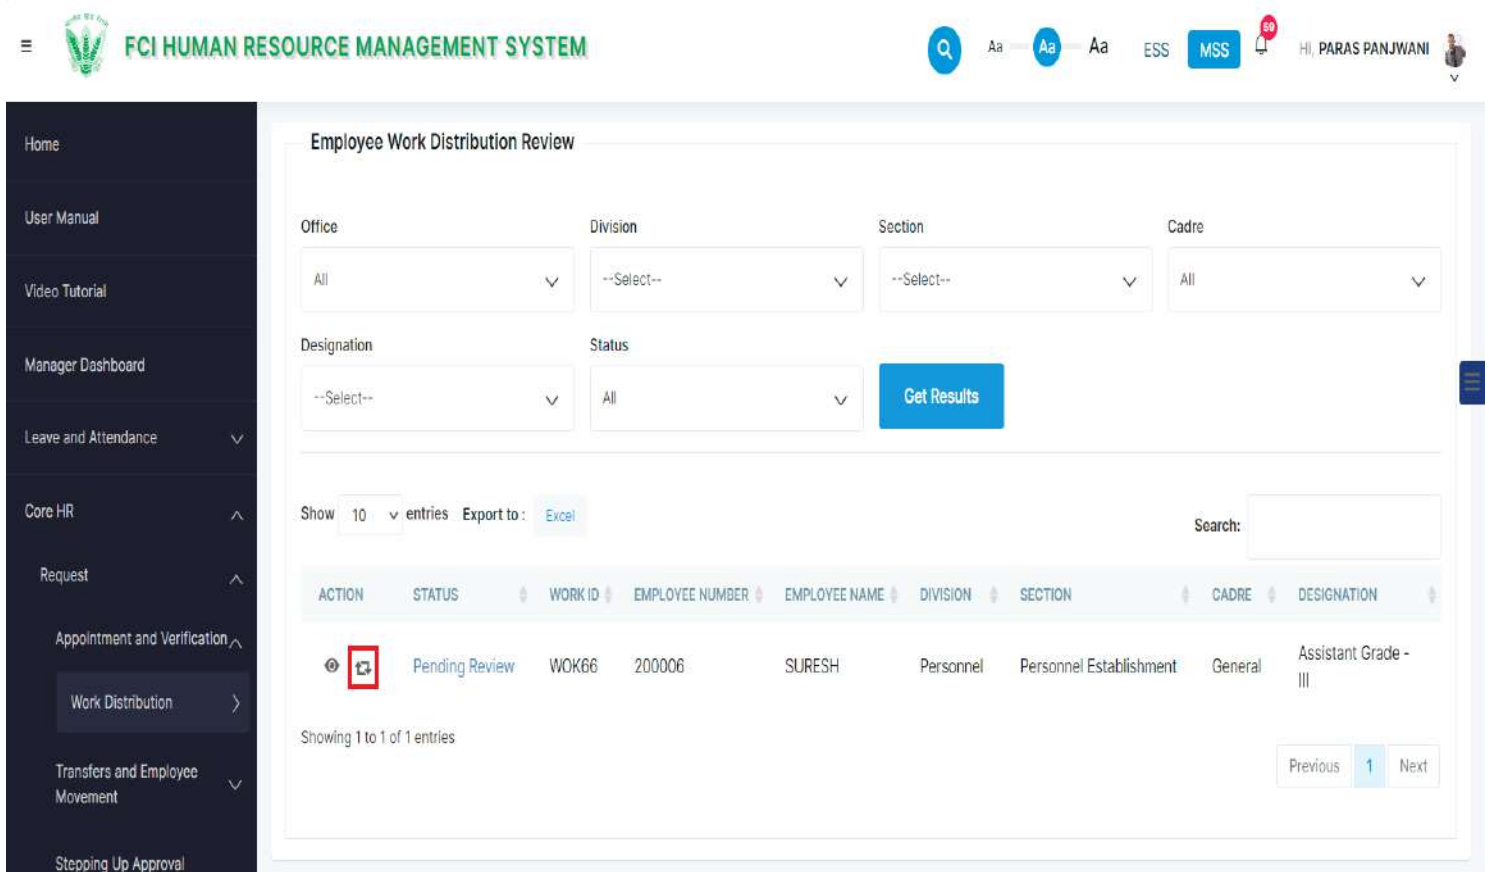 FCI HUMAN RESOURCE MANAGEMENT SYSTEM
Aa Aa Aa ESS MSS 69 HI, PARAS PANJWANI
Home
User Manual
Video Tutorial
Manager Dashboard
Leave and Attendance
Core HR
Request
Appointment and Verification
Work Distribution
Transfers and Employee
Movement
Stepping Up Approval
Employee Work Distribution Review
Office Division Section Cadre
All --Select-- --Select-- All
Designation Status
--Select-- All Get Results
Show 10 entries Export to : Excel
Search:
ACTION STATUS WORK ID EMPLOYEE NUMBER EMPLOYEE NAME DIVISION SECTION CADRE DESIGNATION
Pending Review WOK66 200006 SURESH Personnel Personnel Establishment General Assistant Grade -
III
Showing 1 to 1 of 1 entries
Previous 1 Next